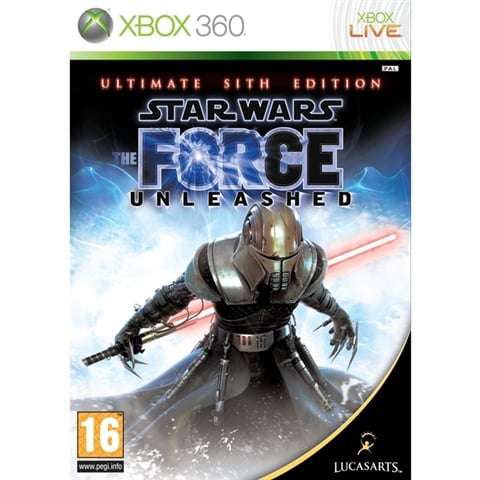 XBOX 360.
XBOX
LIVE
PAL
ULTIMATE SITH EDITION
STAR WARS
THE FORCE
UNLEASHED
16
www.pegi.info
LUCASARTS